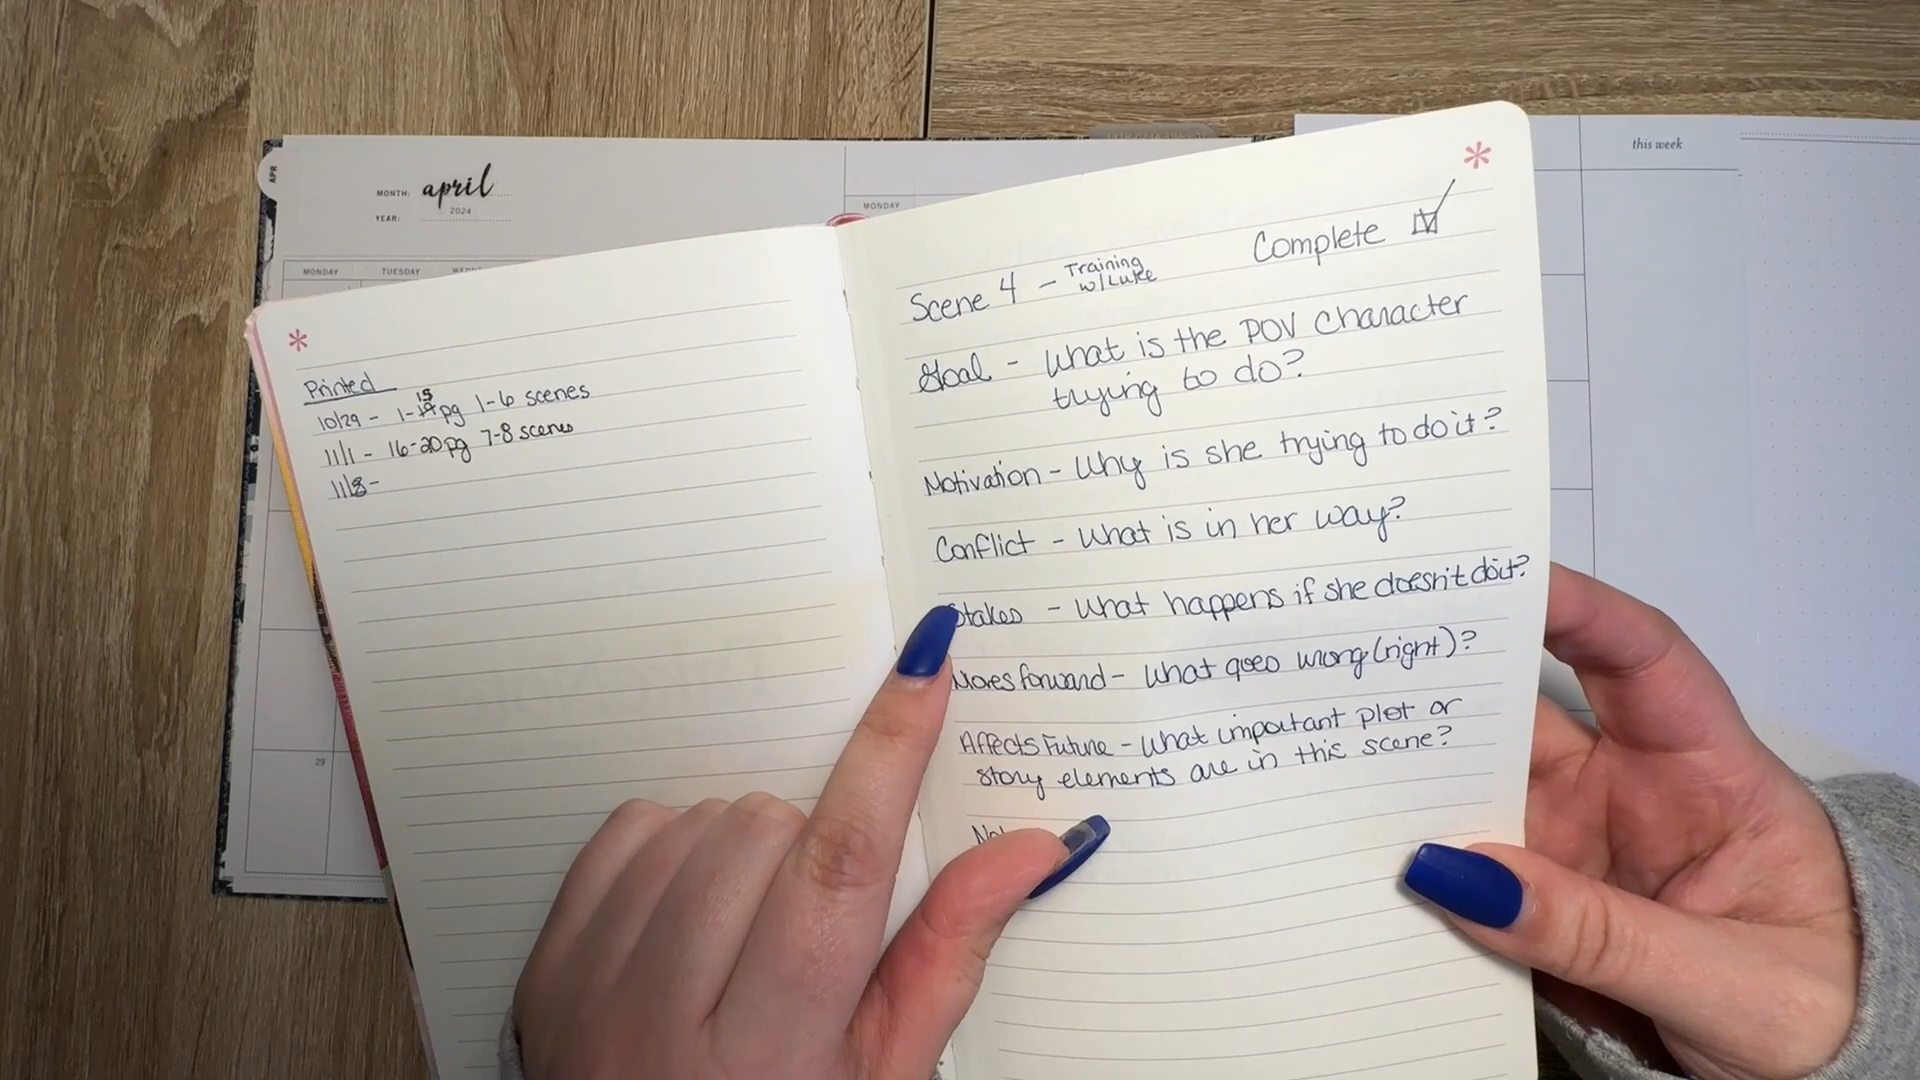 APR
MONTH: april
YEAR: 2024
MONDAY TUESDAY
MONDAY
this week
29
*
Printed
10/29 - 1-15 pg 1-6 scenes
11/1 - 16-20 pg 7-8 scenes
11/8 -
*
Complete
Scene 4 - Training
w/Luke
Goal - What is the POV Character
trying to do?
Motivation - Why is she trying to do it?
Conflict - What is in her way?
Stakes - What happens if she doesn't do it?
Moves forward - What goes wrong (right)?
Affects Future - What important plot or
story elements are in this scene?